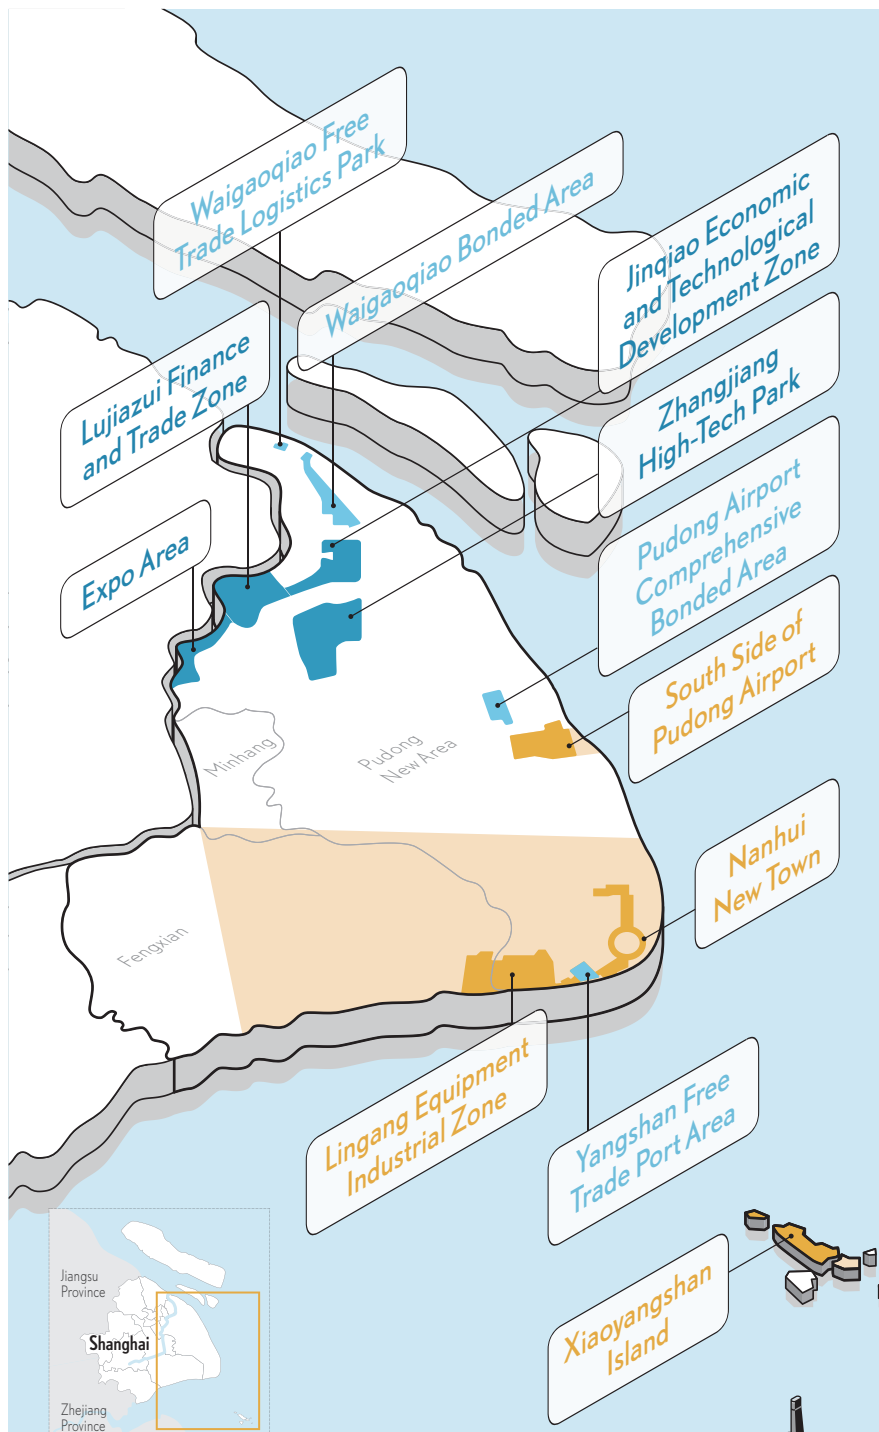 Waigaoqiao Free
Trade Logistics Park
Waigaoqiao Bonded Area
Jinqiao Economic
and Technological
Development Zone
Lujiazui Finance
and Trade Zone
Zhangjiang
High-Tech Park
Expo Area
Pudong Airport
Comprehensive
Bonded Area
South Side of
Pudong Airport
Minhang
Pudong
New Area
Nanhui
New Town
Fengxian
Lingang Equipment
Industrial Zone
Yangshan Free
Trade Port Area
Xiaoyangshan
Island
Jiangsu
Province
Shanghai
Zhejiang
Province